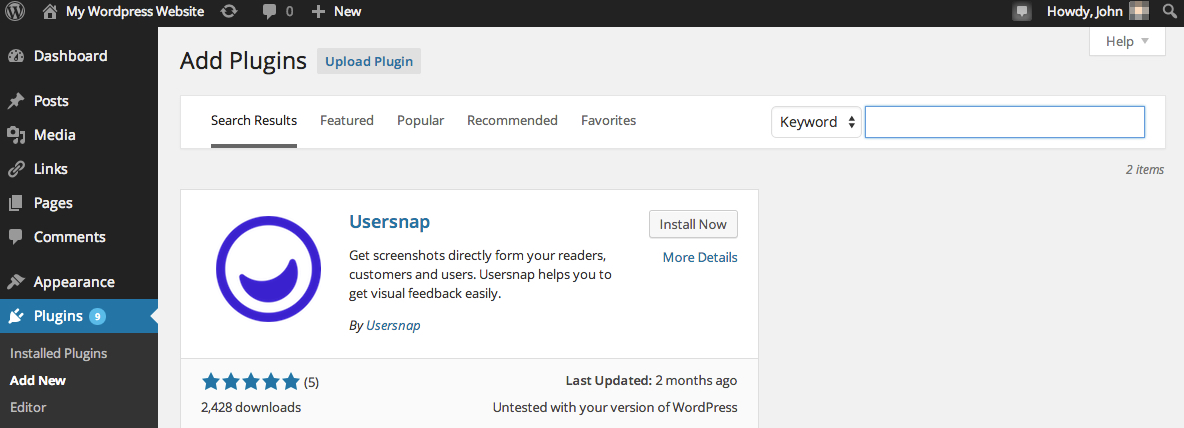 My Wordpress Website 0 New Howdy, John
Dashboard
Posts
Media
Links
Pages
Comments
Appearance
Plugins 9
Installed Plugins
Add New
Editor
Help
Add Plugins Upload Plugin
Search Results Featured Popular Recommended Favorites Keyword
2 items
Usersnap Install Now
More Details
Get screenshots directly form your readers,
customers and users. Usersnap helps you to
get visual feedback easily.
By Usersnap
(5) Last Updated: 2 months ago
2,428 downloads Untested with your version of WordPress